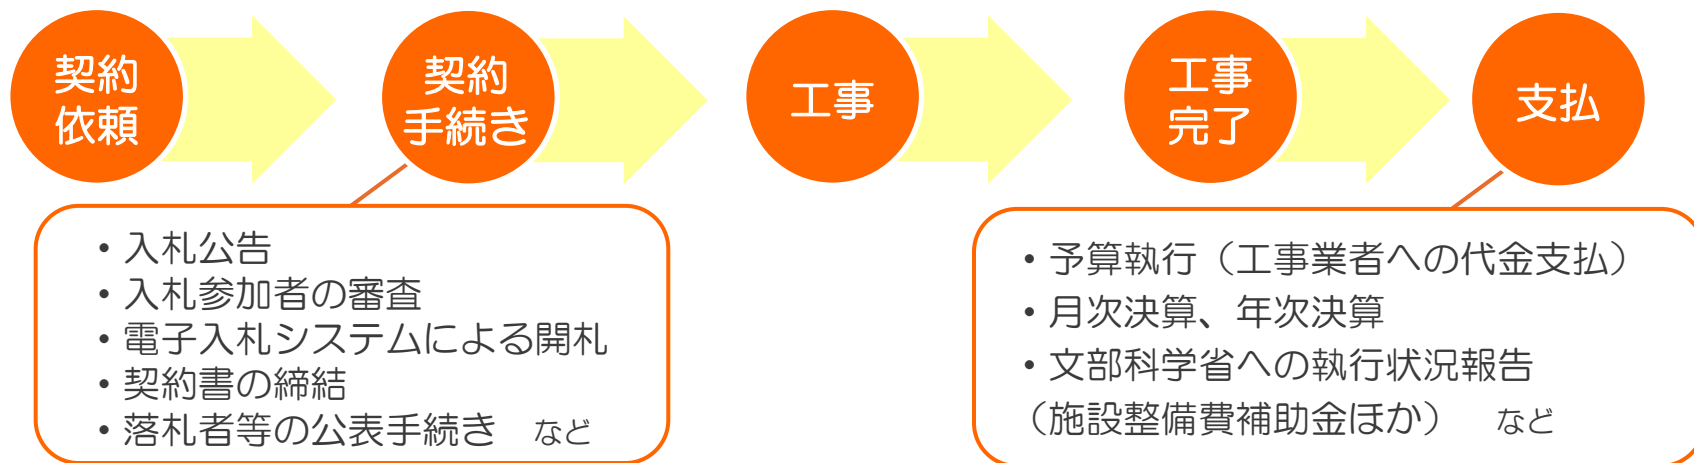 契約
依頼
契約
手続き
工事
工事
完了
支払
・入札公告
・入札参加者の審査
・電子入札システムによる開札
・契約書の締結
・落札者等の公表手続き　など
・予算執行（工事業者への代金支払）
・月次決算、年次決算
・文部科学省への執行状況報告
（施設整備費補助金ほか）　など